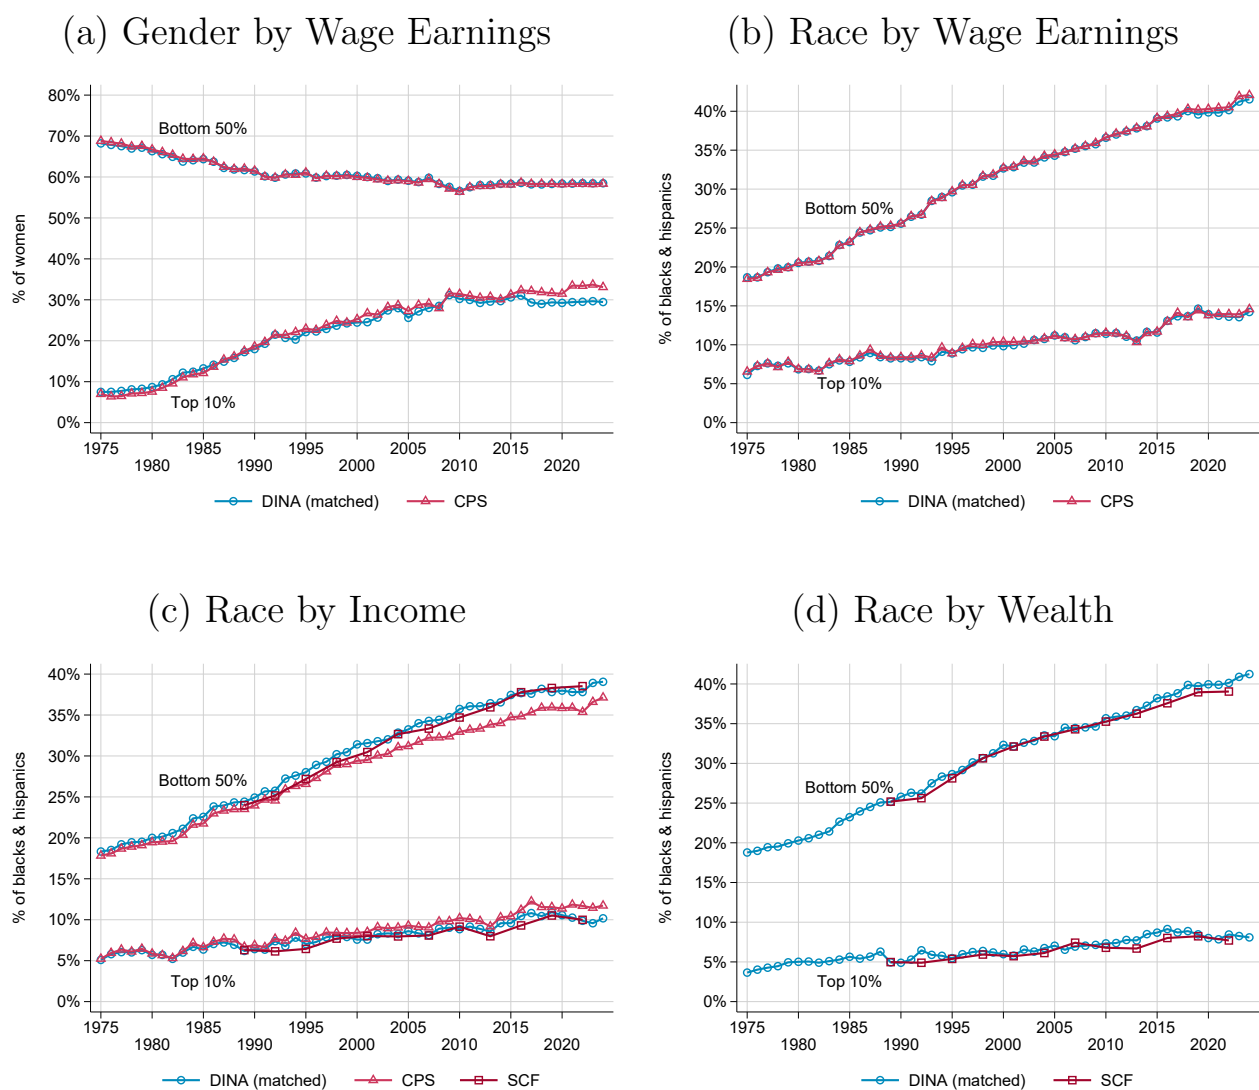 (a) Gender by Wage Earnings
% of women
80%
70%
60%
50%
40%
30%
20%
10%
0%
Bottom 50%
Top 10%
1975 1985 1990 1995 2005 2010 2015
1980 1990 2000 2010 2020
DINA (matched) CPS
(b) Race by Wage Earnings
% of blacks & hispanics
40%
35%
30%
25%
20%
15%
10%
5%
0%
Bottom 50%
Top 10%
1975 1985 1995 2005 2015
1980 1990 2000 2010 2020
DINA (matched) CPS
(c) Race by Income
% of blacks & hispanics
40%
35%
30%
25%
20%
15%
10%
5%
0%
Bottom 50%
Top 10%
1975 1985 1995 2005 2015
1980 1990 2000 2010 2020
DINA (matched) CPS SCF
(d) Race by Wealth
% of blacks & hispanics
40%
35%
30%
25%
20%
15%
10%
5%
0%
Bottom 50%
Top 10%
1975 1985 1995 2005 2015
1980 1990 2000 2010 2020
DINA (matched) SCF